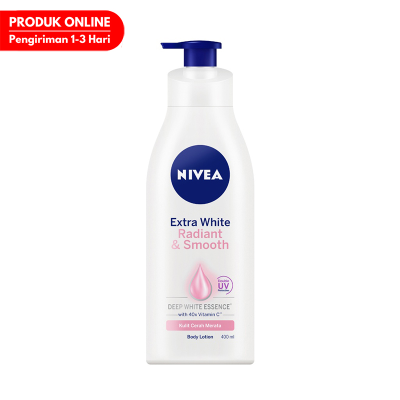 PRODUK ONLINE
Pengiriman 1-3 Hari
NIVEA
Extra White
Radiant
& Smooth
UV
DEEP WHITE ESSENCE
with 40x Vitamin C*
Kulit Cerah Merata
Body Lotion 400 ml